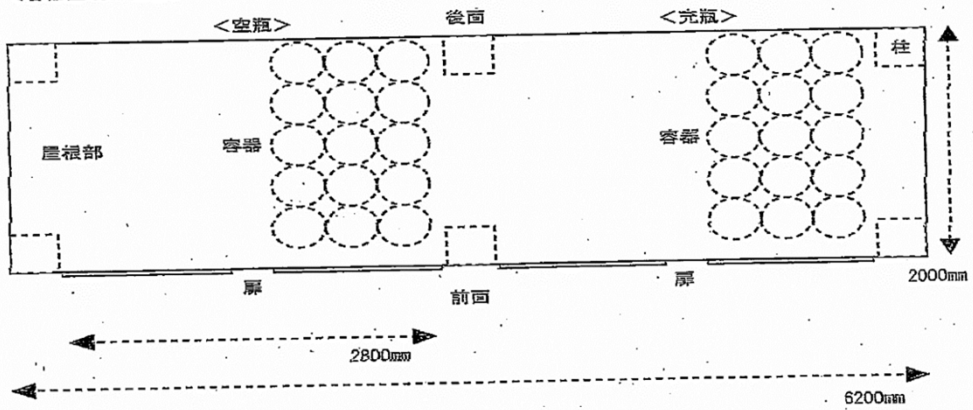 <空瓶> 後面 <充瓶>
柱
屋根部 容器 容器
2000mm
扉 前面 扉
2800mm
6200mm